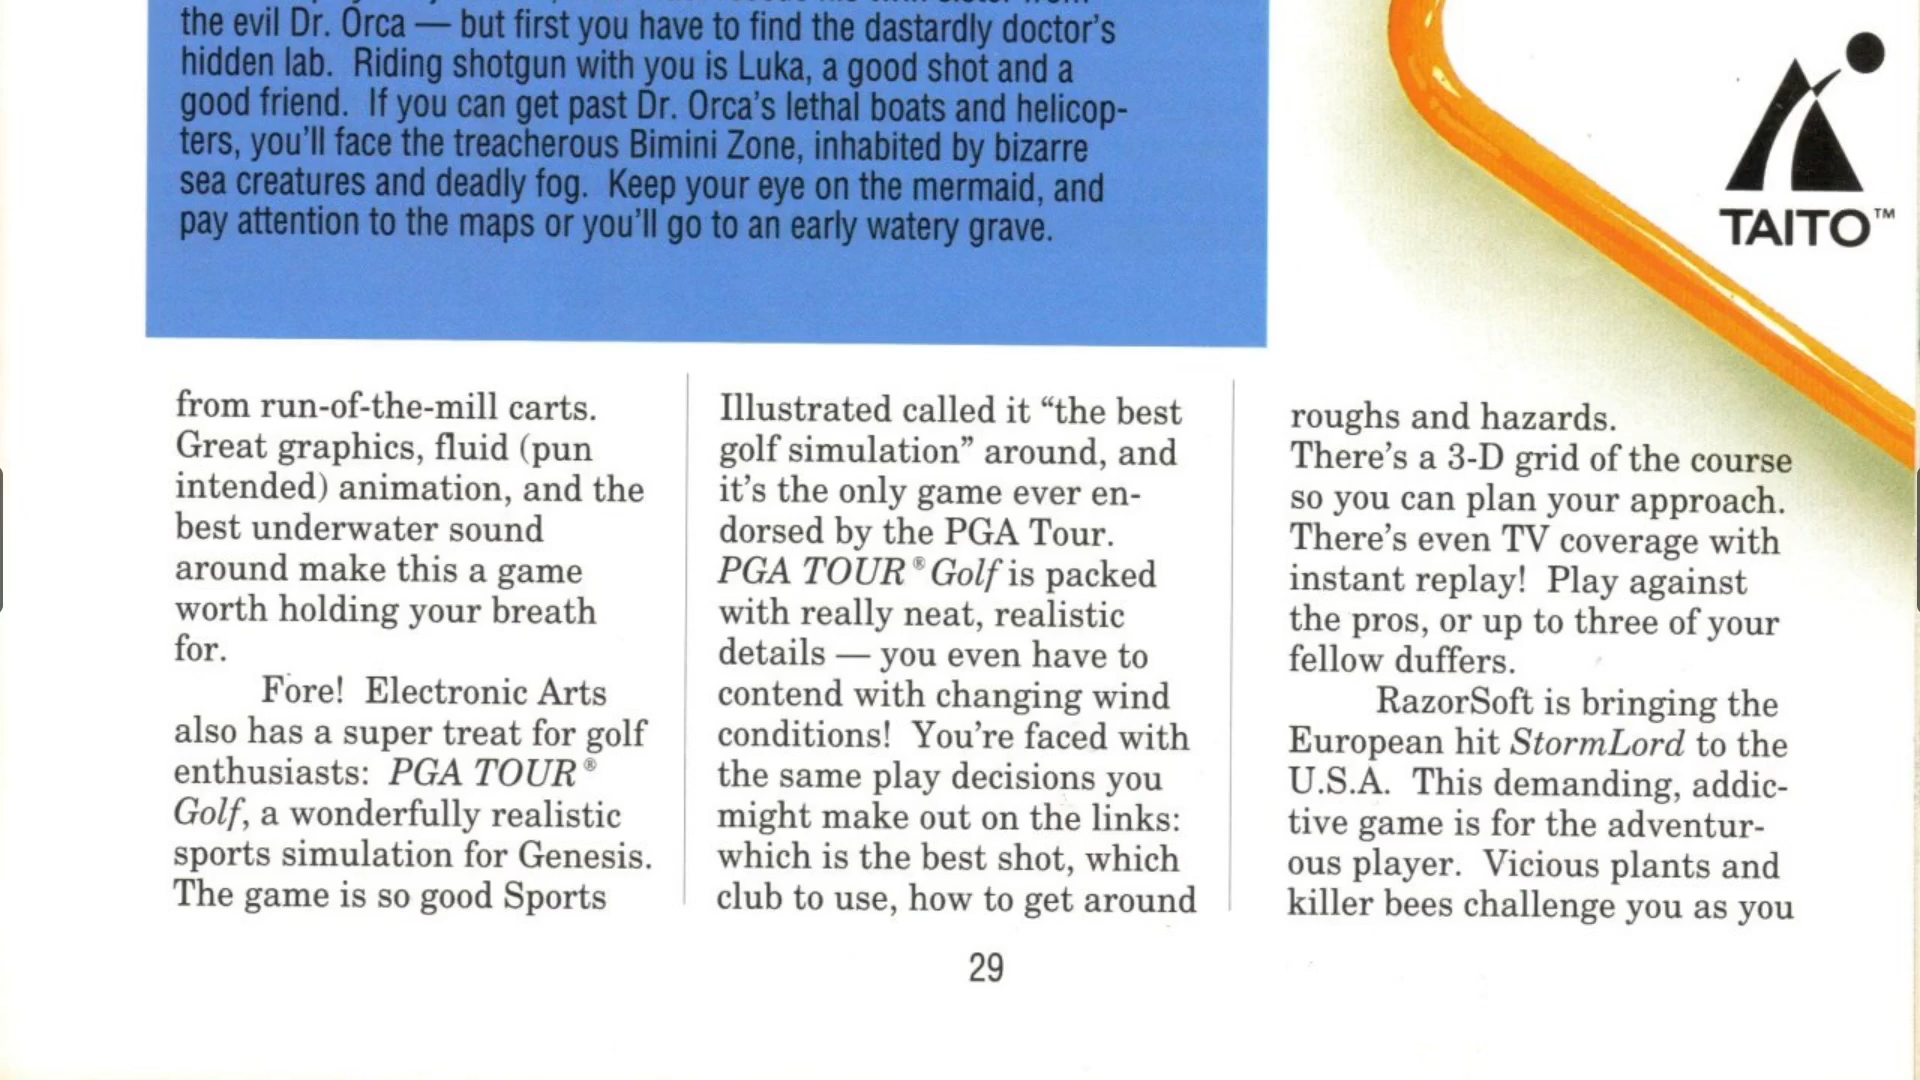 the evil Dr. Orca — but first you have to find the dastardly doctor's
hidden lab. Riding shotgun with you is Luka, a good shot and a
good friend. If you can get past Dr. Orca's lethal boats and helicop-
ters, you'll face the treacherous Bimini Zone, inhabited by bizarre
sea creatures and deadly fog. Keep your eye on the mermaid, and
pay attention to the maps or you'll go to an early watery grave.
TAITO™
from run-of-the-mill carts.
Great graphics, fluid (pun
intended) animation, and the
best underwater sound
around make this a game
worth holding your breath
for.
Fore! Electronic Arts
also has a super treat for golf
enthusiasts: PGA TOUR®
Golf, a wonderfully realistic
sports simulation for Genesis.
The game is so good Sports
Illustrated called it “the best
golf simulation” around, and
it's the only game ever en-
dorsed by the PGA Tour.
PGA TOUR® Golf is packed
with really neat, realistic
details — you even have to
contend with changing wind
conditions! You're faced with
the same play decisions you
might make out on the links:
which is the best shot, which
club to use, how to get around
roughs and hazards.
There's a 3-D grid of the course
so you can plan your approach.
There's even TV coverage with
instant replay! Play against
the pros, or up to three of your
fellow duffers.
RazorSoft is bringing the
European hit StormLord to the
U.S.A. This demanding, addic-
tive game is for the adventur-
ous player. Vicious plants and
killer bees challenge you as you
29